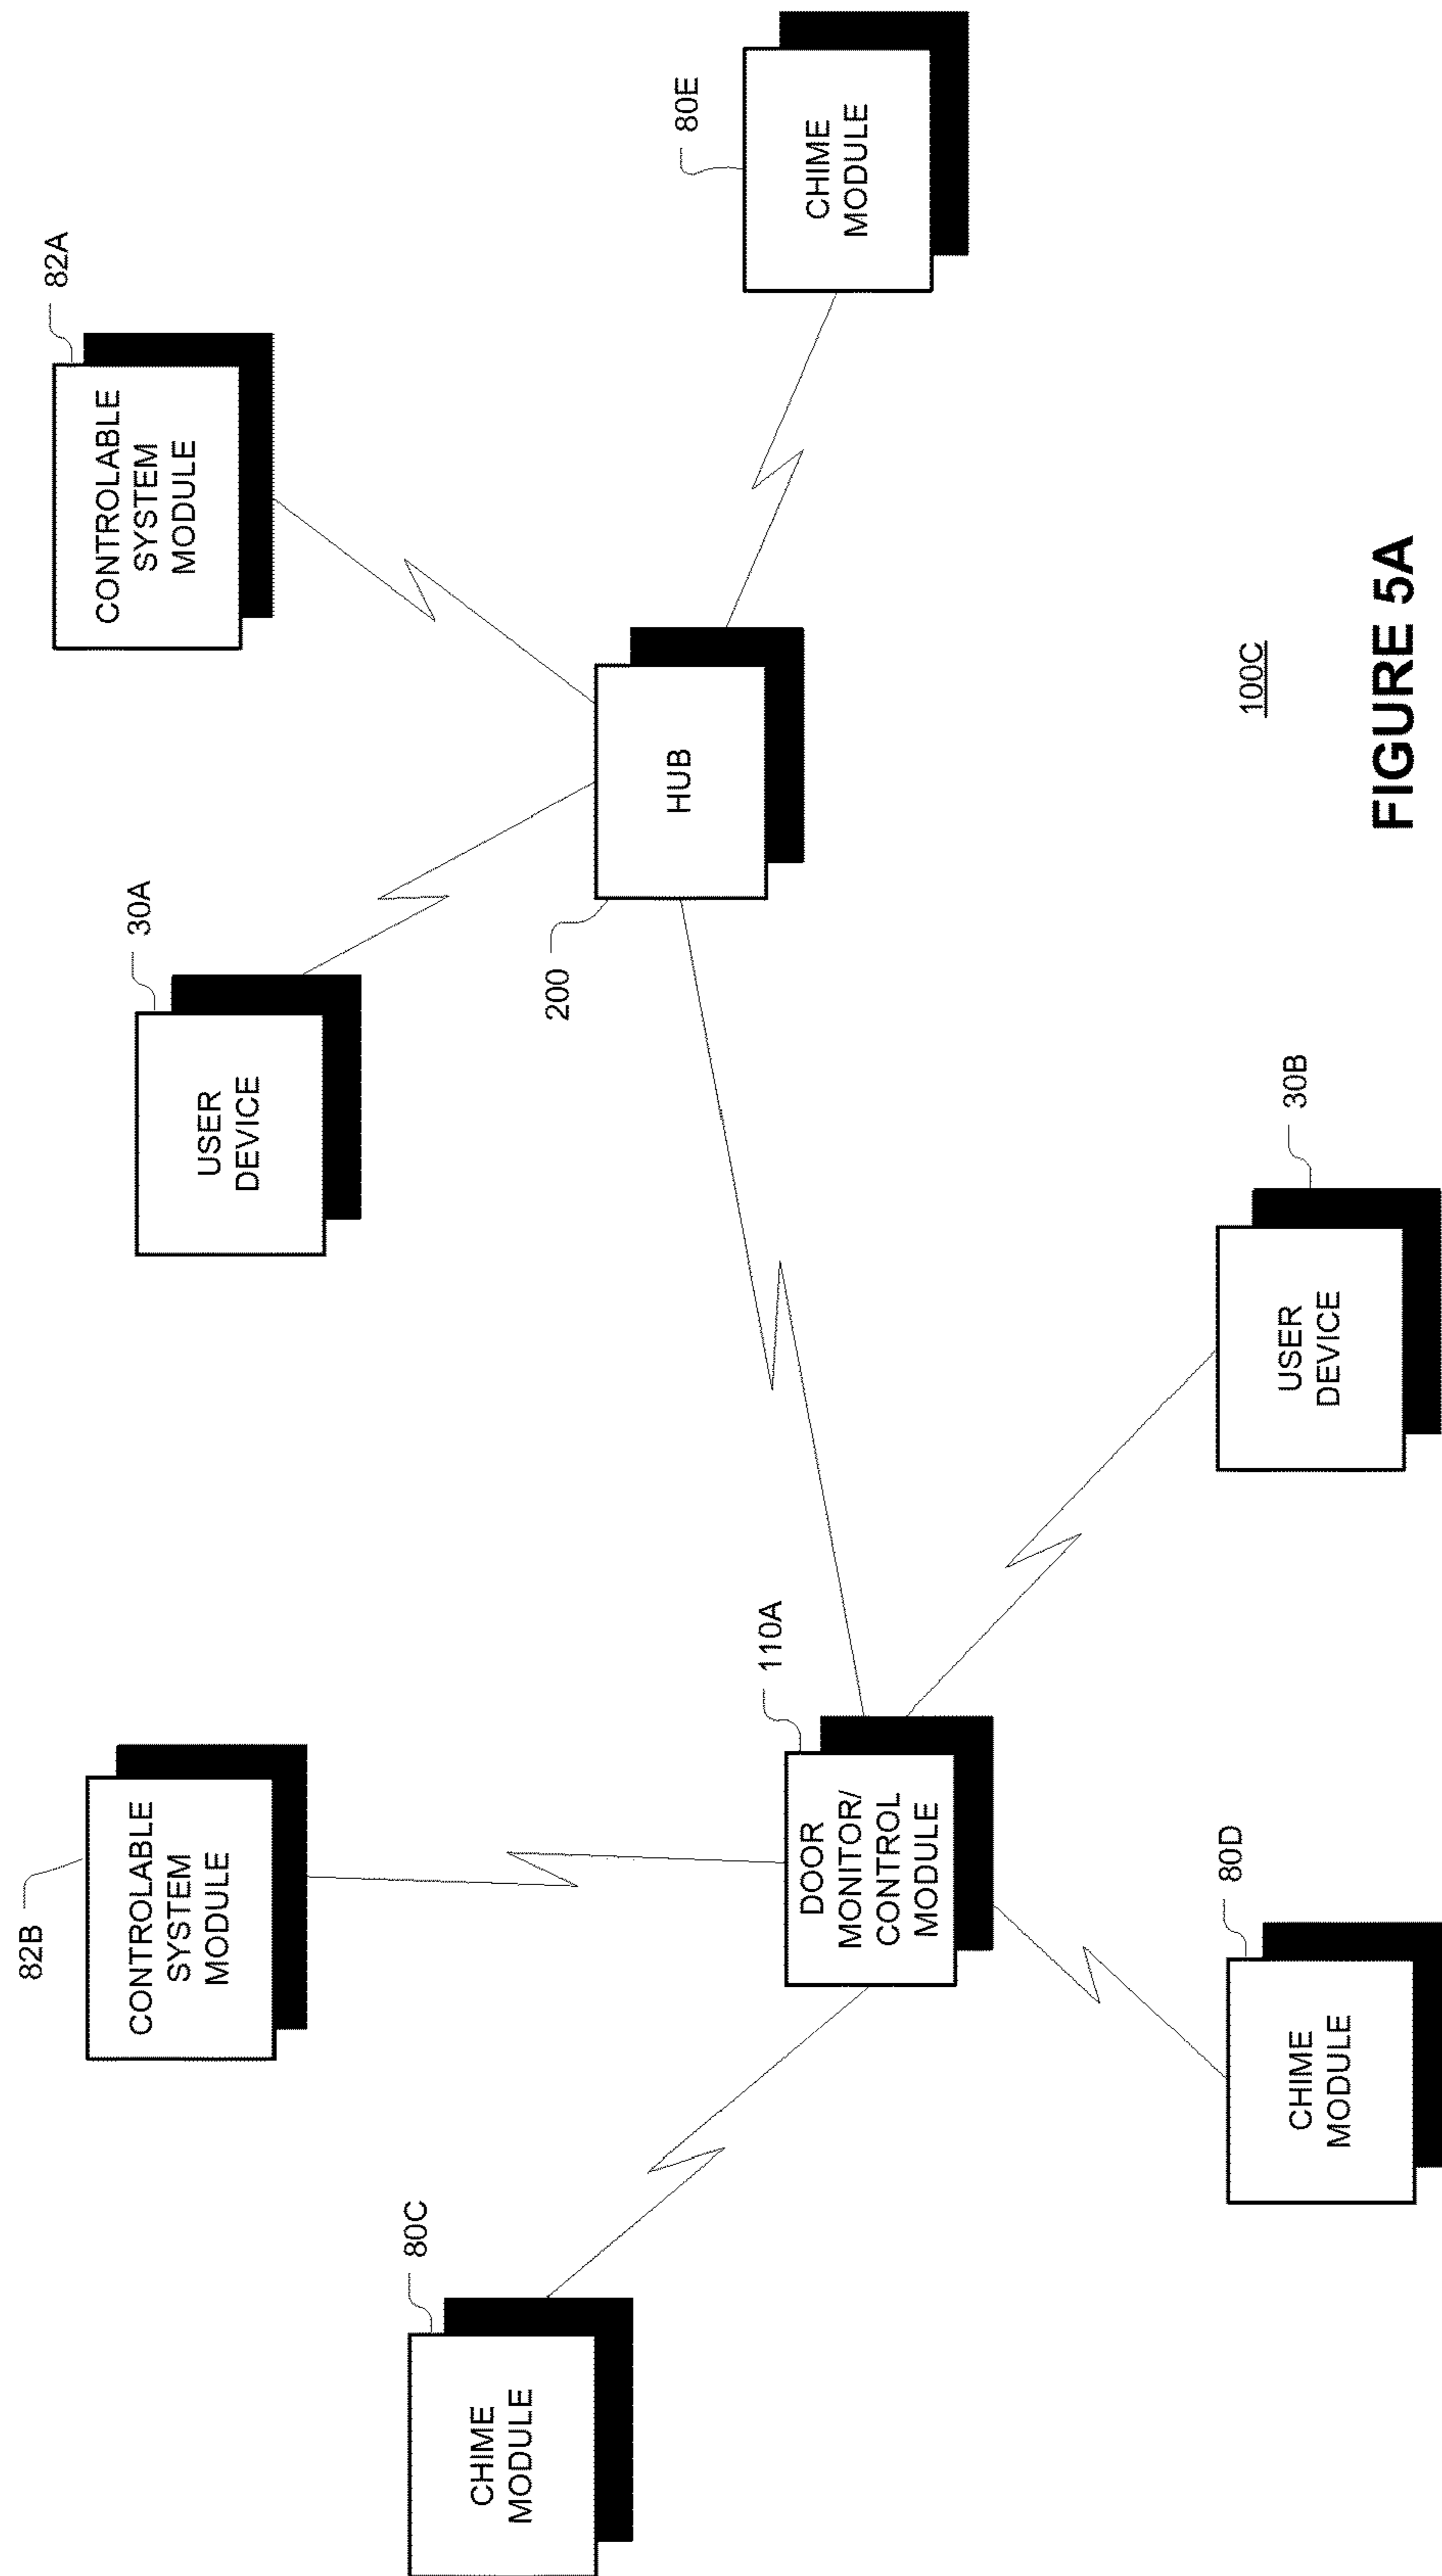 82B
CONTROLABLE
SYSTEM
MODULE
82A
CONTROLABLE
SYSTEM
MODULE
30A
USER
DEVICE
80C
CHIME
MODULE
200
HUB
80E
CHIME
MODULE
110A
DOOR
MONITOR/
CONTROL
MODULE
80D
CHIME
MODULE
30B
USER
DEVICE
100C
FIGURE 5A